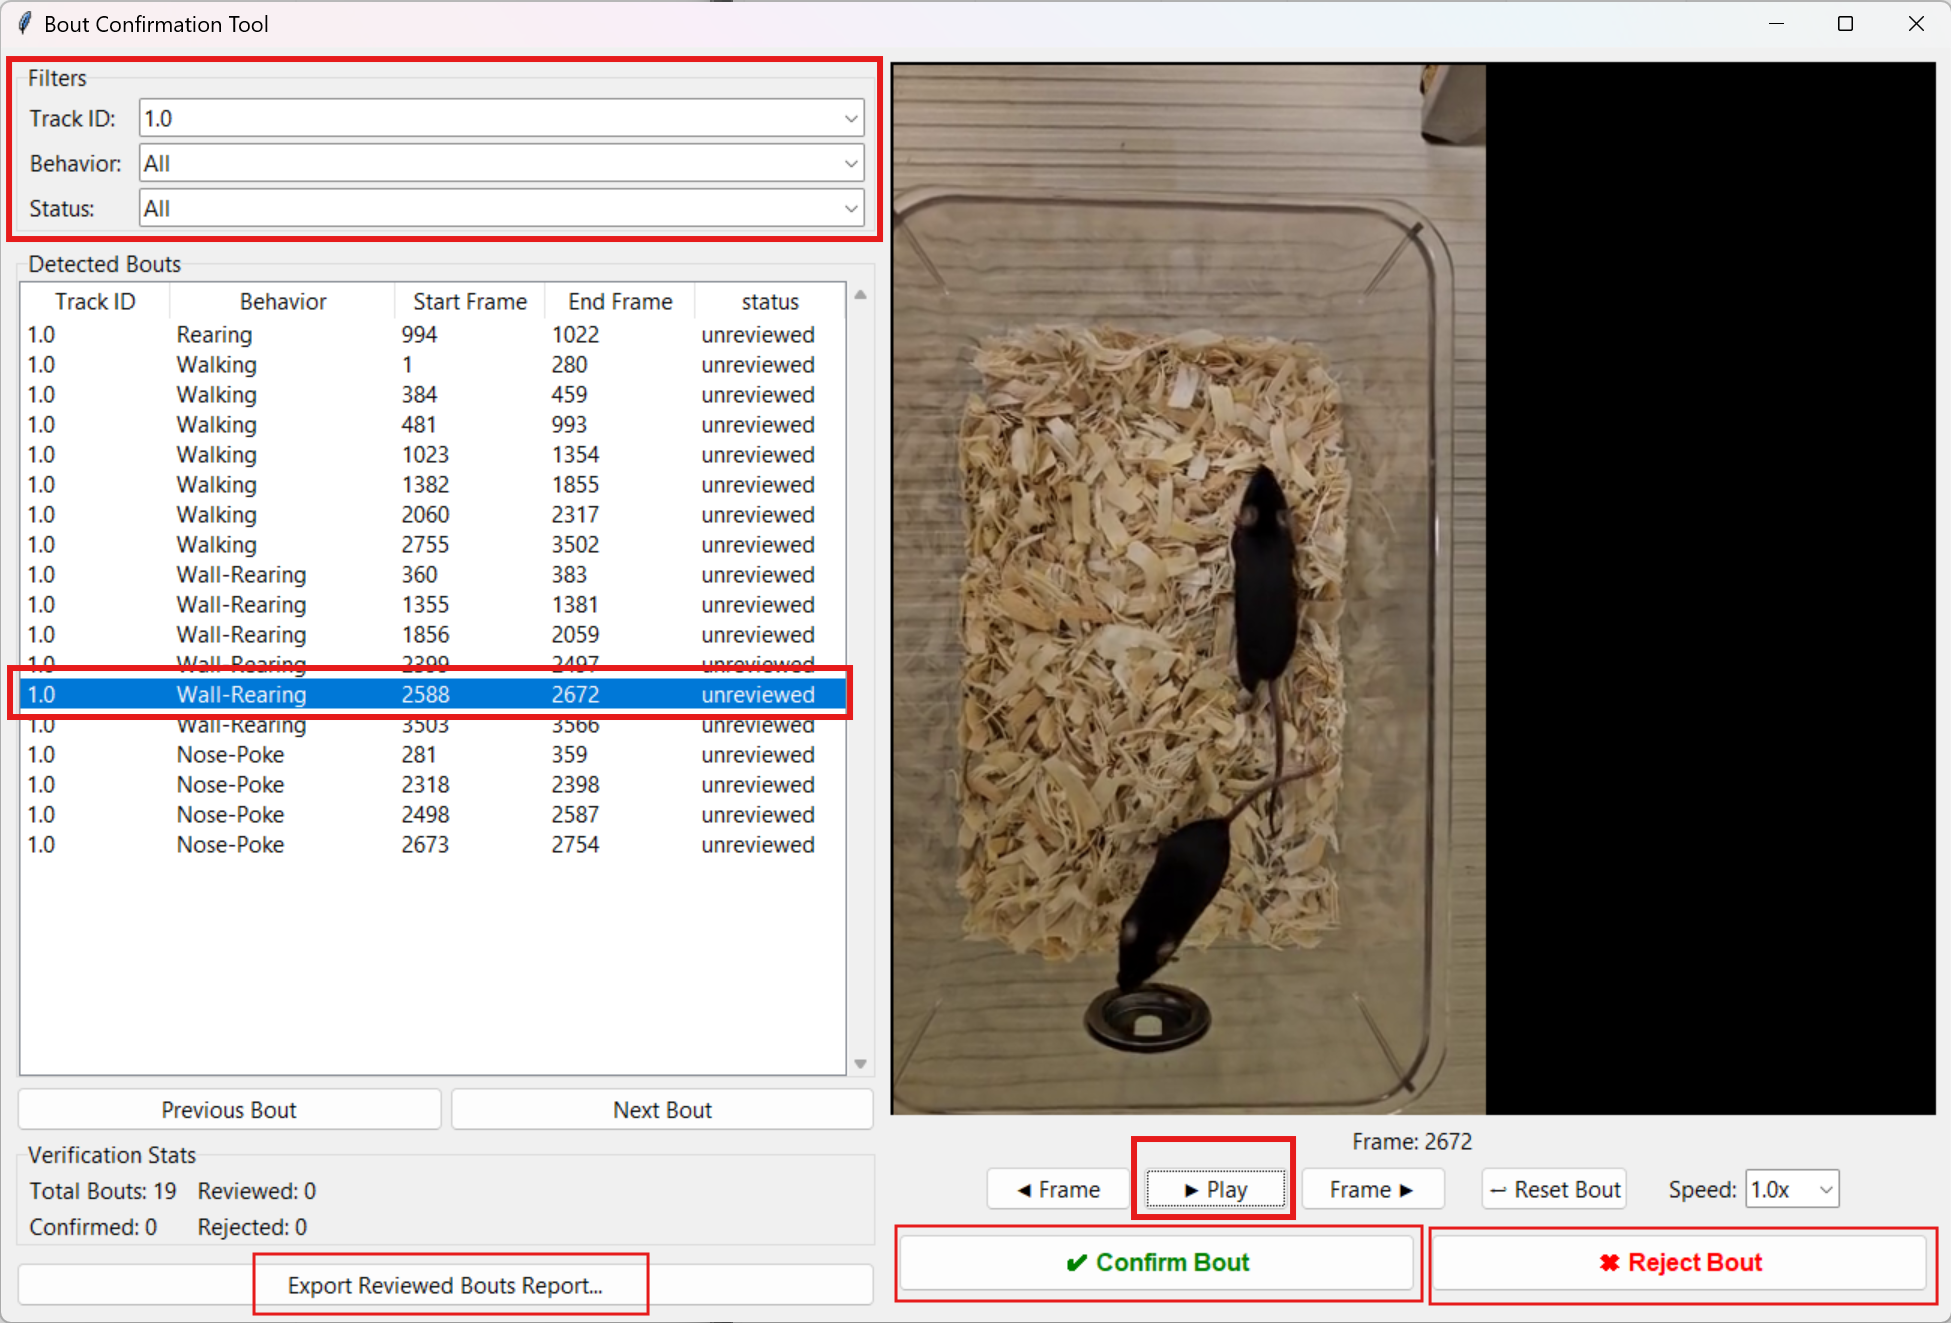 Bout Confirmation Tool
Filters
Track ID: 1.0
Behavior: All
Status: All
Detected Bouts
Track ID Behavior Start Frame End Frame status
1.0 Rearing 994 1022 unreviewed
1.0 Walking 1 280 unreviewed
1.0 Walking 384 459 unreviewed
1.0 Walking 481 993 unreviewed
1.0 Walking 1023 1354 unreviewed
1.0 Walking 1382 1855 unreviewed
1.0 Walking 2060 2317 unreviewed
1.0 Walking 2755 3502 unreviewed
1.0 Wall-Rearing 360 383 unreviewed
1.0 Wall-Rearing 1355 1381 unreviewed
1.0 Wall-Rearing 1856 2059 unreviewed
1.0 Wall-Rearing 2399 2497 unreviewed
1.0 Wall-Rearing 2588 2672 unreviewed
1.0 Wall-Rearing 3503 3566 unreviewed
1.0 Nose-Poke 281 359 unreviewed
1.0 Nose-Poke 2318 2398 unreviewed
1.0 Nose-Poke 2498 2587 unreviewed
1.0 Nose-Poke 2673 2754 unreviewed
Previous Bout Next Bout
Verification Stats
Total Bouts: 19 Reviewed: 0
Confirmed: 0 Rejected: 0
Export Reviewed Bouts Report...
Frame: 2672
◄ Frame ► Play Frame ► ↩ Reset Bout Speed: 1.0x
✔ Confirm Bout ✖ Reject Bout